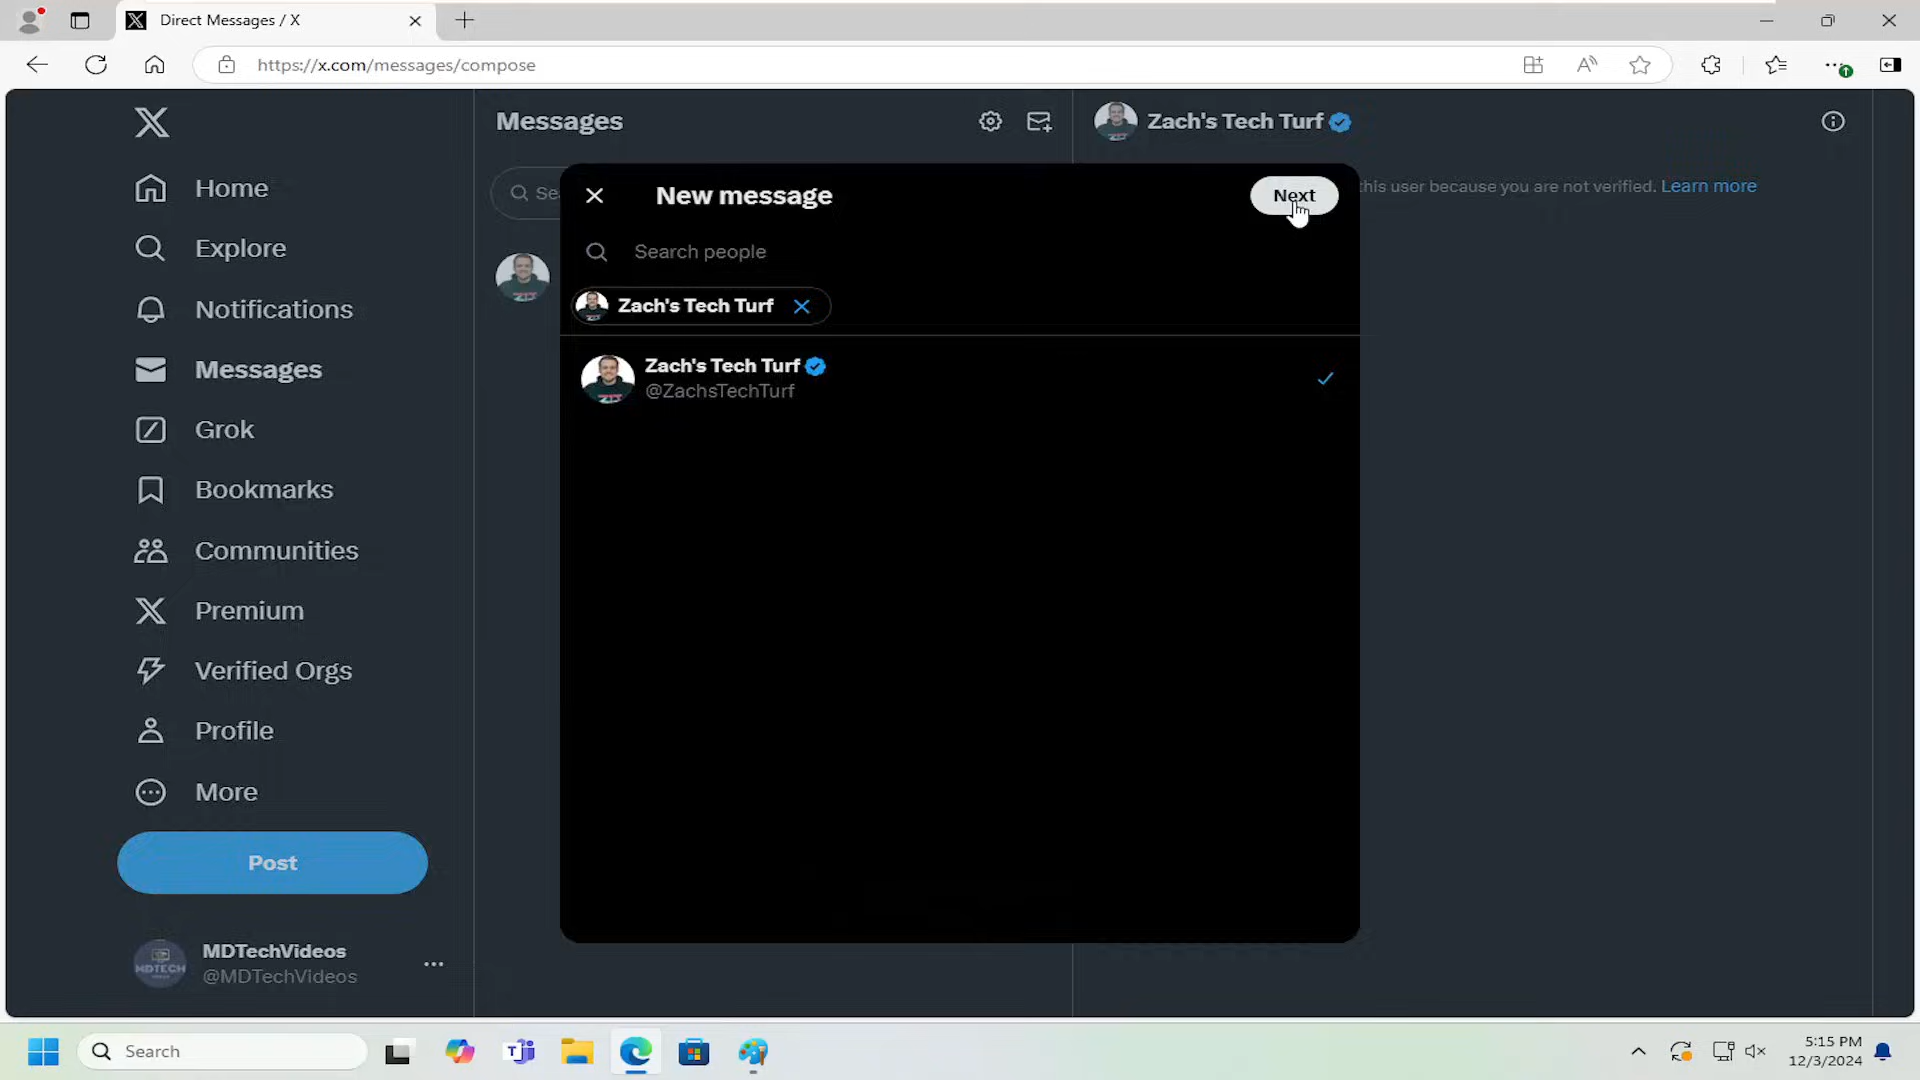 Direct Messages / X
https://x.com/messages/compose
Home
Explore
Notifications
Messages
Grok
Bookmarks
Communities
Premium
Verified Orgs
Profile
More
Post
MDTechVideos
@MDTechVideos
Messages
Se
Zach's Tech Turf
this user because you are not verified. Learn more
New message
Next
Search people
Zach's Tech Turf
Zach's Tech Turf
@ZachsTechTurf
Search
5:15 PM
12/3/2024